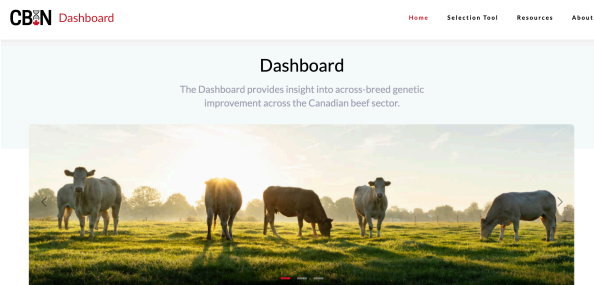 CBIN Dashboard
Home Selection Tool Resources About
Dashboard
The Dashboard provides insight into across-breed genetic
improvement across the Canadian beef sector.